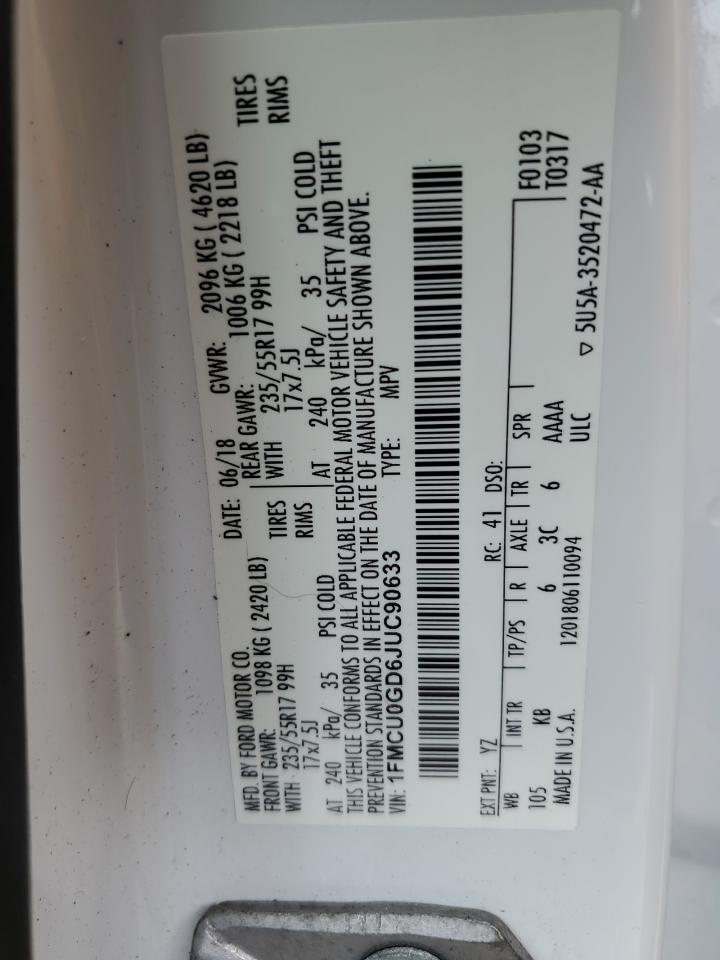 MFD. BY FORD MOTOR CO. DATE: 06/18 GVWR: 2096 KG ( 4620 LB)
FRONT GAWR: 1098 KG ( 2420 LB) REAR GAWR: 1006 KG ( 2218 LB)
WITH 235/55R17 99H TIRES WITH 235/55R17 99H TIRES
17x7.5J RIMS 17x7.5J RIMS
AT 240 kPa/ 35 PSI COLD AT 240 kPa/ 35 PSI COLD
THIS VEHICLE CONFORMS TO ALL APPLICABLE FEDERAL MOTOR VEHICLE SAFETY AND THEFT
PREVENTION STANDARDS IN EFFECT ON THE DATE OF MANUFACTURE SHOWN ABOVE.
VIN: 1FMCU0GD6JUC90633 TYPE: MPV
EXT PNT: YZ RC: 41 DSO: F0103
WB INT TR TP/PS R AXLE TR SPR T0317
105 KB 6 3C 6 AAAA
MADE IN U.S.A. 1201806110094 ULC ▽ 5U5A-3520472-AA